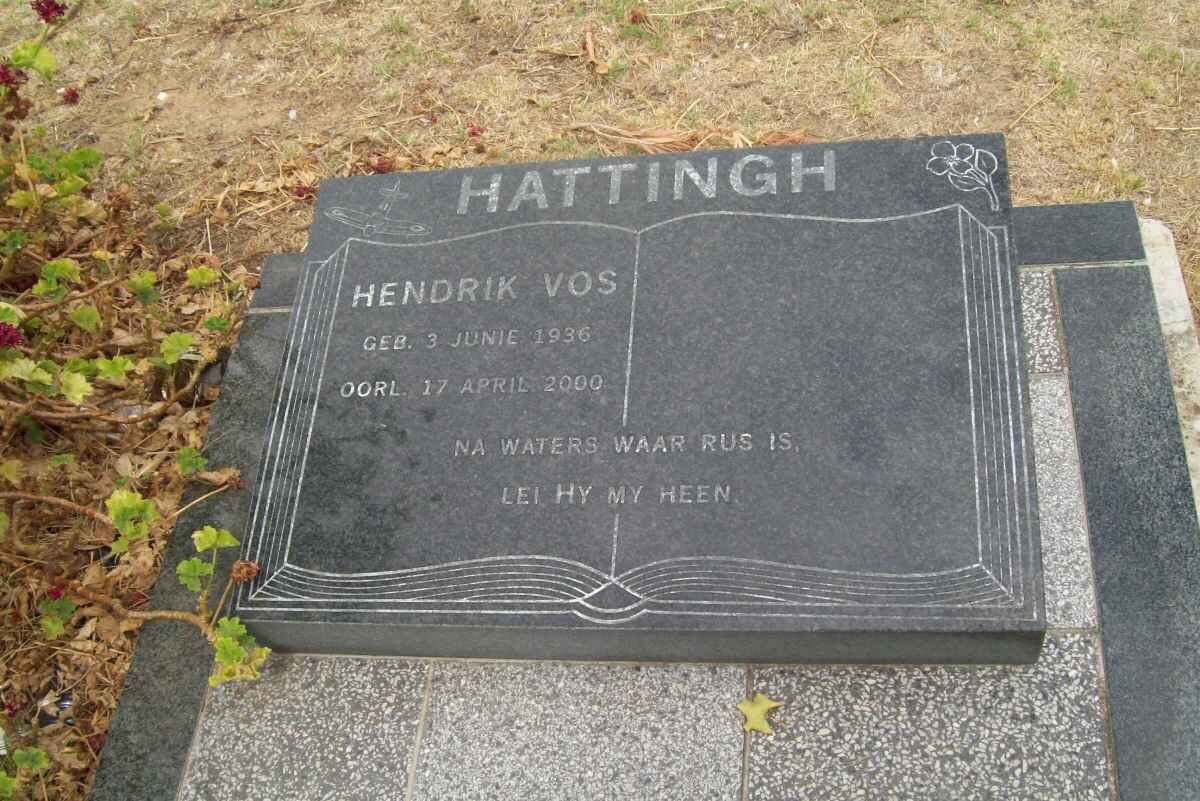 HATTINGH
HENDRIK VOS
GEB. 3 JUNIE 1936
OORL. 17 APRIL 2000
NA WATERS WAAR RUS IS,
LEI HY MY HEEN